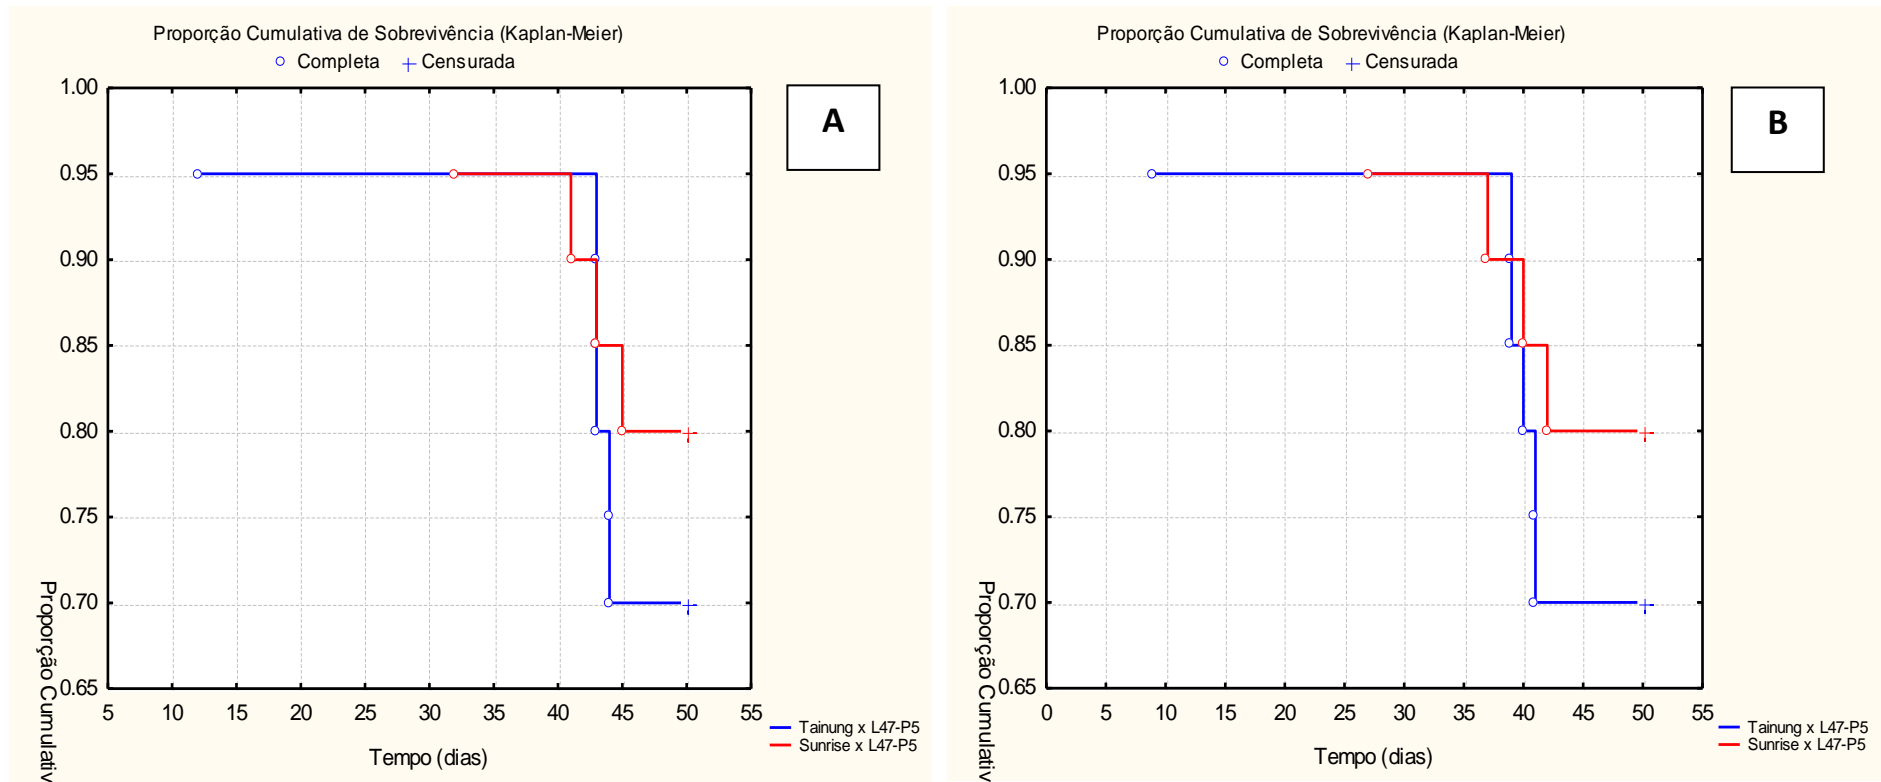 Proporção Cumulativa de Sobrevivência (Kaplan-Meier)
Completa Censurada
A
1.00
0.95
0.90
0.85
0.80
0.75
0.70
0.65
Proporção Cumulativ
5 10 15 20 25 30 35 40 45 50 55
Tempo (dias)
Tainung x L47-P5
Sunrise x L47-P5
Proporção Cumulativa de Sobrevivência (Kaplan-Meier)
Completa Censurada
B
1.00
0.95
0.90
0.85
0.80
0.75
0.70
0.65
Proporção Cumulativ
0 5 10 15 20 25 30 35 40 45 50 55
Tempo (dias)
Tainung x L47-P5
Sunrise x L47-P5